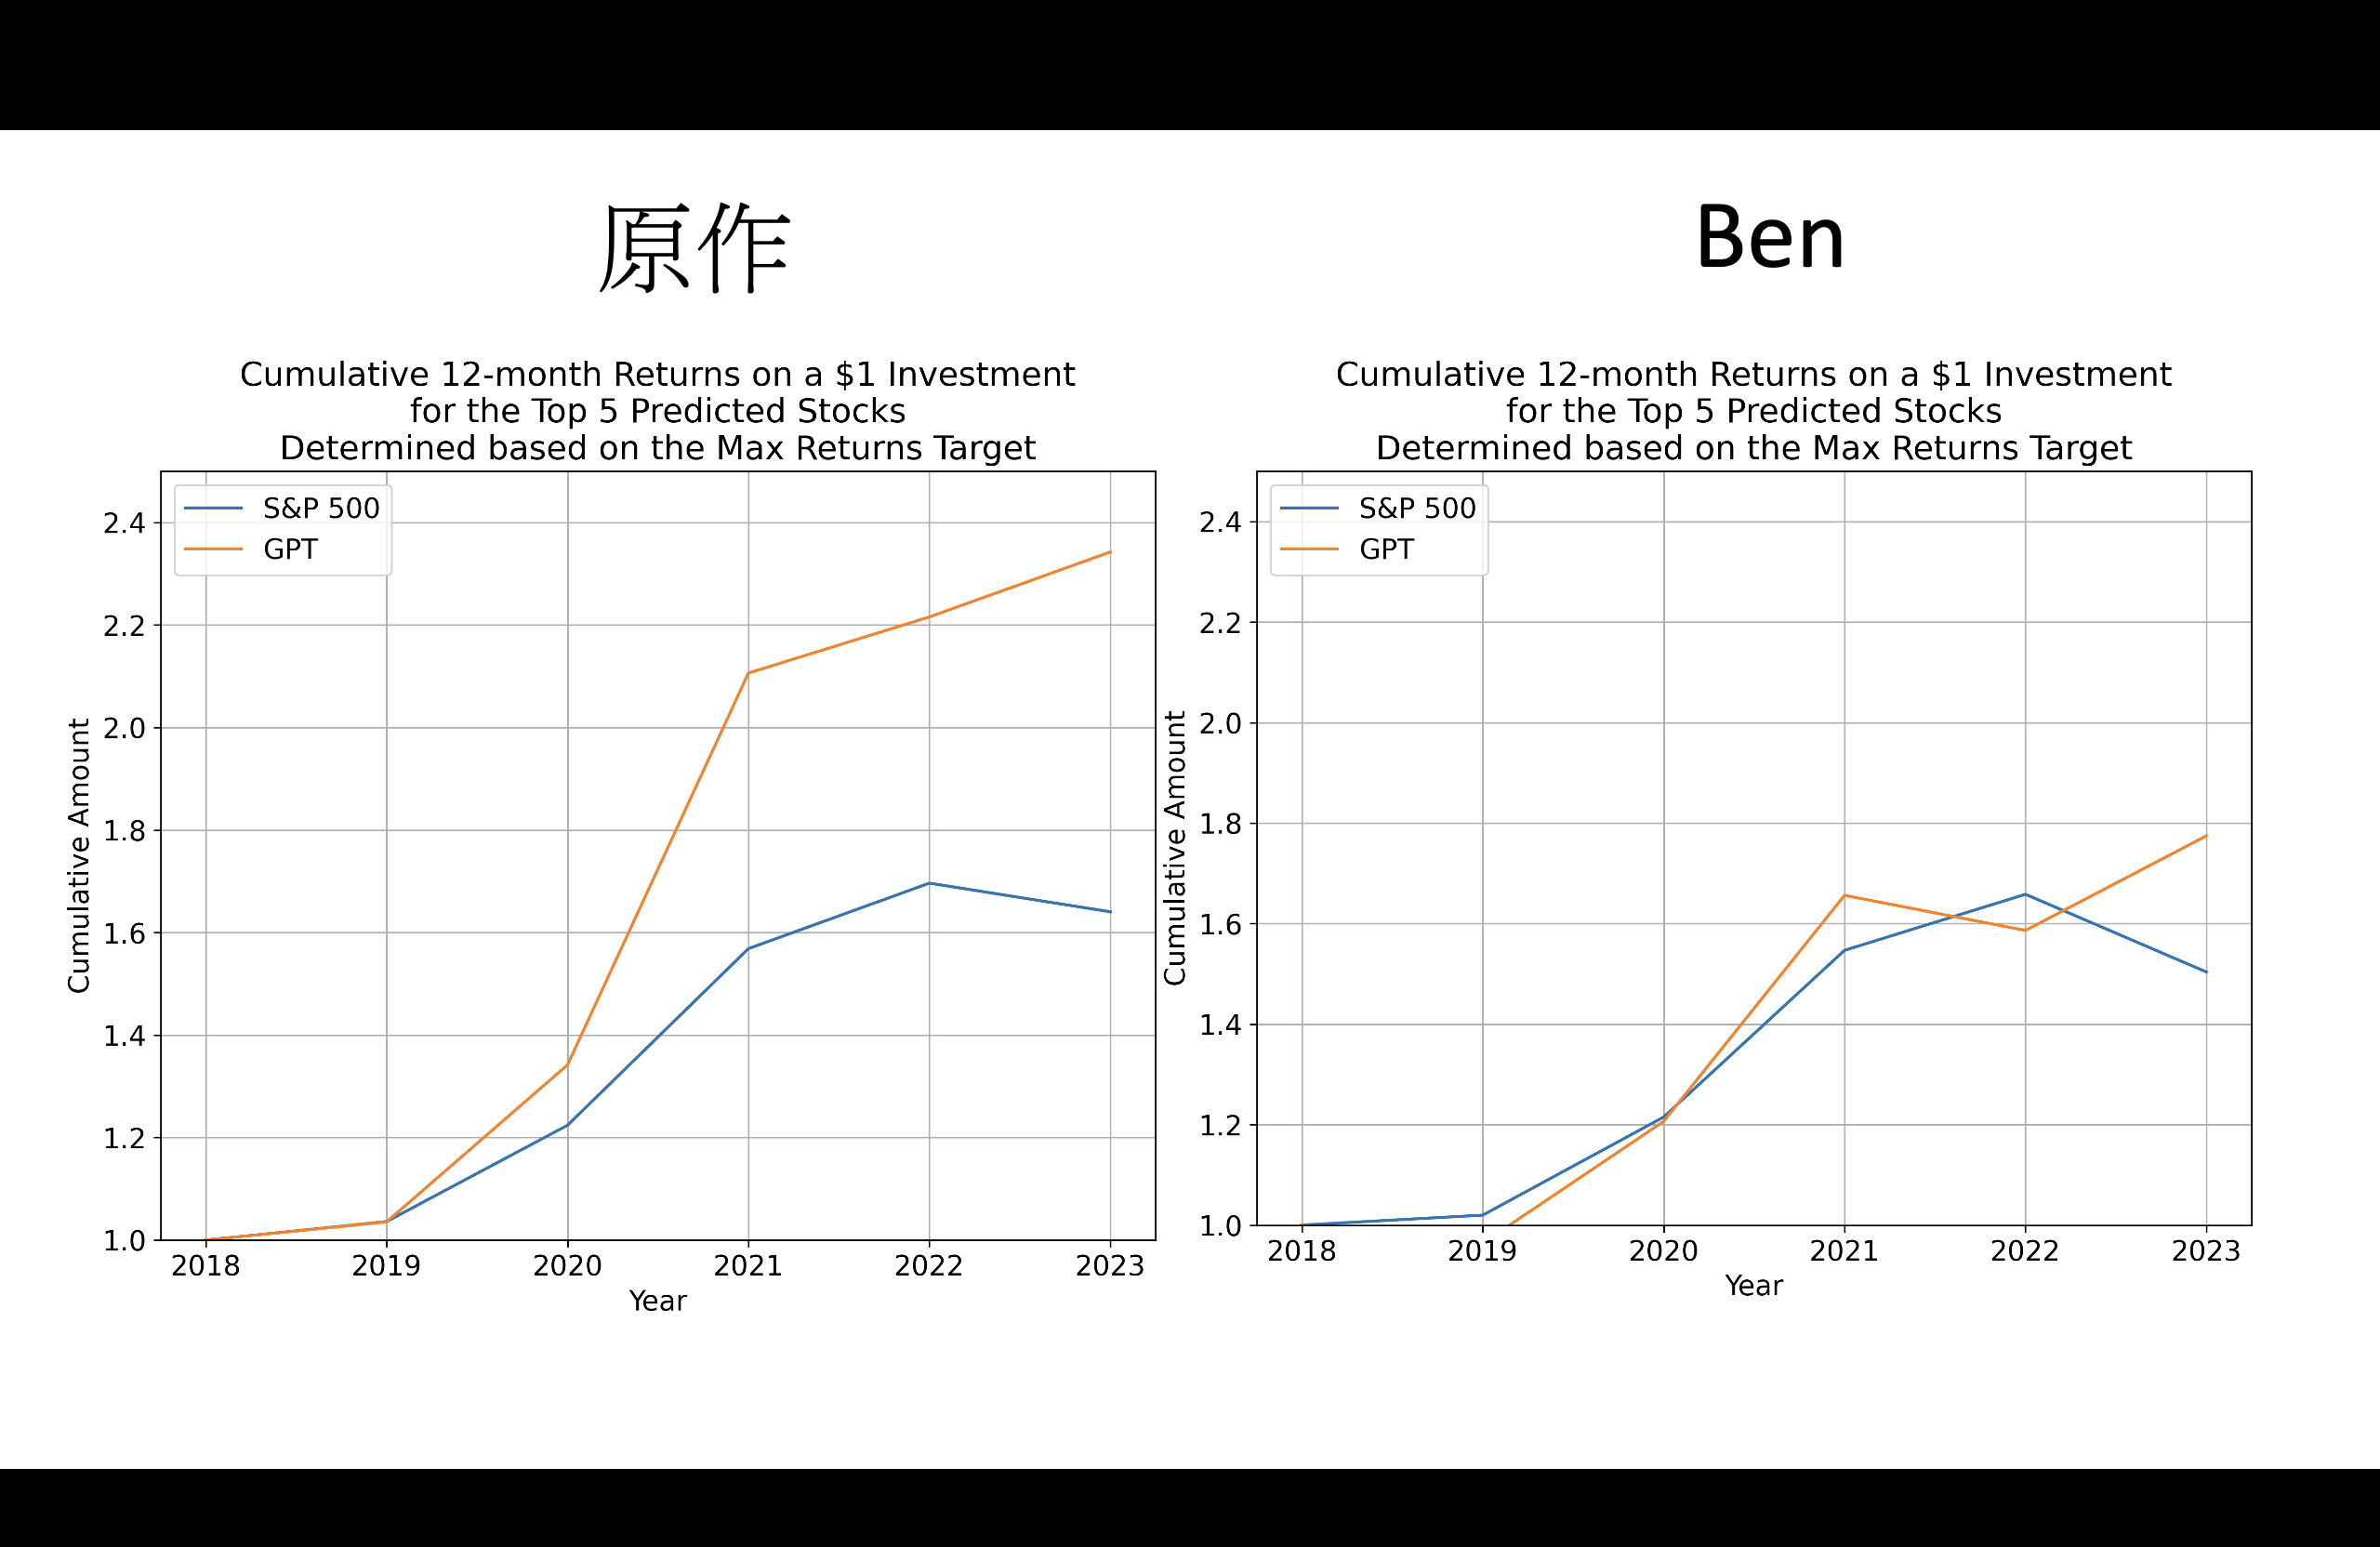 原作
Cumulative 12-month Returns on a $1 Investment
for the Top 5 Predicted Stocks
Determined based on the Max Returns Target
S&P 500
GPT
2.4
2.2
2.0
1.8
1.6
1.4
1.2
1.0
Cumulative Amount
2018 2019 2020 2021 2022 2023
Year
Ben
Cumulative 12-month Returns on a $1 Investment
for the Top 5 Predicted Stocks
Determined based on the Max Returns Target
S&P 500
GPT
2.4
2.2
2.0
1.8
1.6
1.4
1.2
1.0
Cumulative Amount
2018 2019 2020 2021 2022 2023
Year